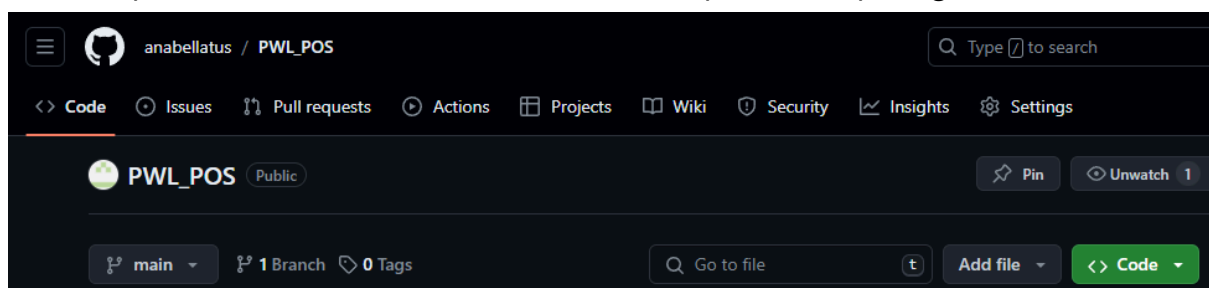 anabellatus / PWL_POS Type / to search
Code Issues Pull requests Actions Projects Wiki Security Insights Settings
PWL_POS Public Pin Unwatch 1
main 1 Branch 0 Tags Go to file t Add file Code